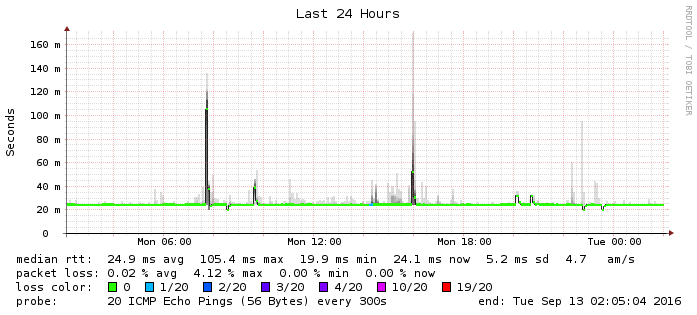 Last 24 Hours
RRDTOOL / TOBI OETIKER
Seconds
160 m
140 m
120 m
100 m
80 m
60 m
40 m
20 m
0
Mon 06:00 Mon 12:00 Mon 18:00 Tue 00:00
median rtt: 24.9 ms avg 105.4 ms max 19.9 ms min 24.1 ms now 5.2 ms sd 4.7 am/s
packet loss: 0.02 % avg 4.12 % max 0.00 % min 0.00 % now
loss color: 0 1/20 2/20 3/20 4/20 10/20 19/20
probe: 20 ICMP Echo Pings (56 Bytes) every 300s end: Tue Sep 13 02:05:04 2016